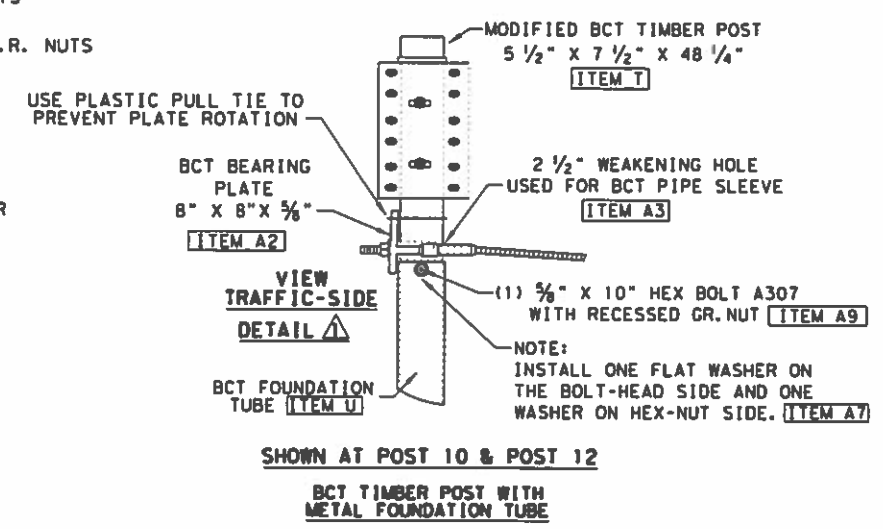 .R. NUTS
MODIFIED BCT TIMBER POST
5 1/2" X 7 1/2" X 48 1/4"
ITEM T
USE PLASTIC PULL TIE TO
PREVENT PLATE ROTATION
BCT BEARING
PLATE
8" X 8"X 5/8"
ITEM A2
2 1/2" WEAKENING HOLE
USED FOR BCT PIPE SLEEVE
ITEM A3
VIEW
TRAFFIC-SIDE
DETAIL 1
(1) 5/8" X 10" HEX BOLT A307
WITH RECESSED GR.NUT ITEM A9
NOTE:
INSTALL ONE FLAT WASHER ON
THE BOLT-HEAD SIDE AND ONE
WASHER ON HEX-NUT SIDE. ITEM A7
BCT FOUNDATION
TUBE ITEM U
SHOWN AT POST 10 & POST 12
BCT TIMBER POST WITH
METAL FOUNDATION TUBE